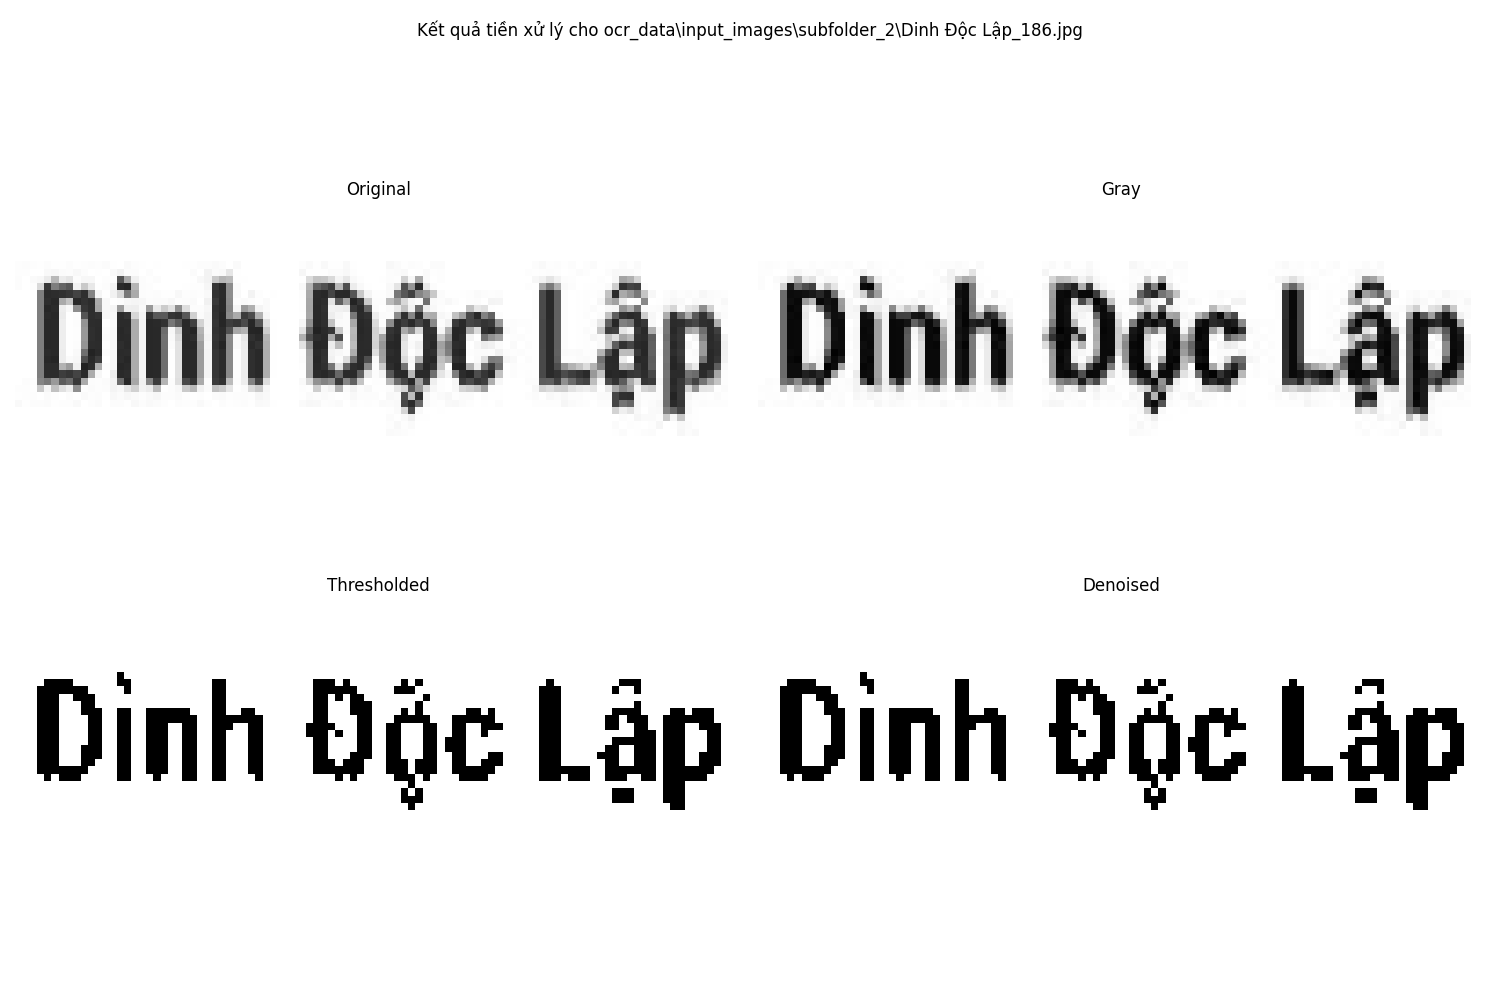 Kết quả tiền xử lý cho ocr_data\input_images\subfolder_2\Dinh Độc Lập_186.jpg
Original
Gray
Dinh Độc Lập
Dinh Độc Lập
Thresholded
Denoised
Dinh Độc Lập
Dinh Độc Lập